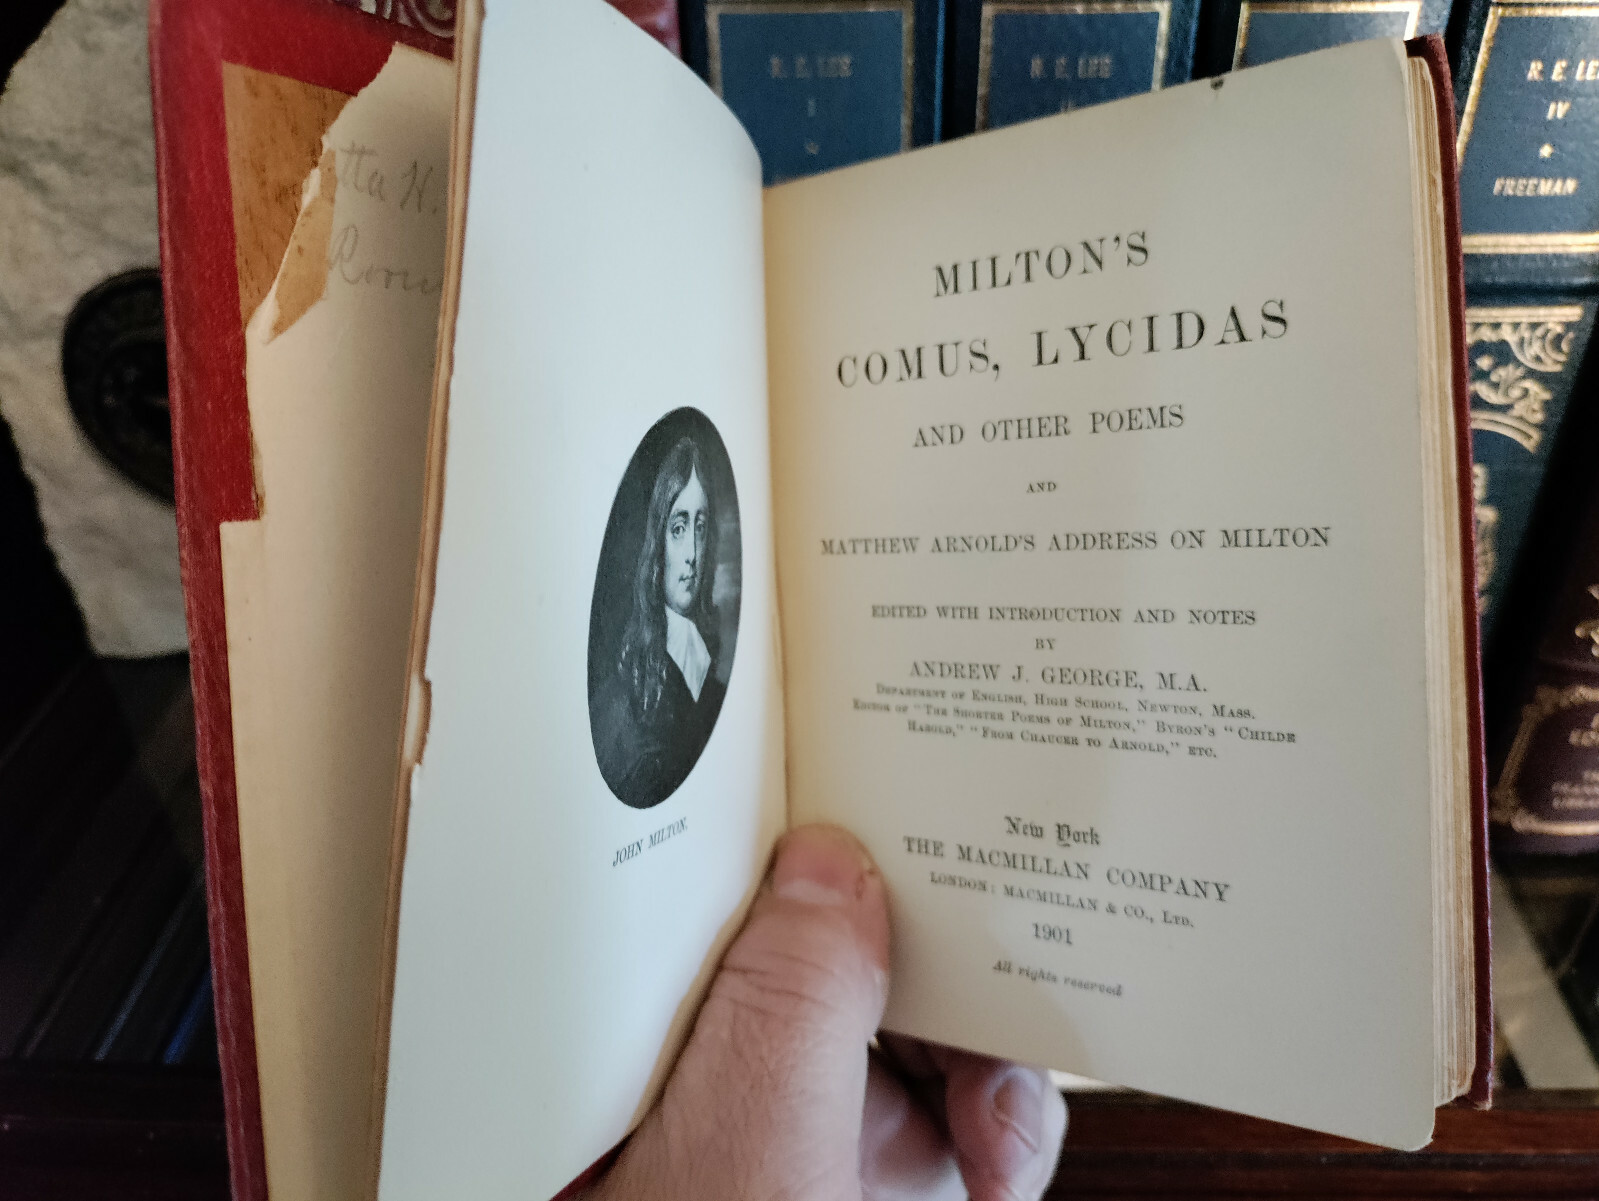 tta H.
JOHN MILTON.
MILTON'S
COMUS, LYCIDAS
AND OTHER POEMS
AND
MATTHEW ARNOLD'S ADDRESS ON MILTON
EDITED WITH INTRODUCTION AND NOTES
BY
ANDREW J. GEORGE, M.A.
DEPARTMENT OF ENGLISH, HIGH SCHOOL, NEWTON, MASS.
EDITOR OF "THE SHORTER POEMS OF MILTON," BYRON'S "CHILDE
HAROLD," "FROM CHAUCER TO ARNOLD," ETC.
New York
THE MACMILLAN COMPANY
LONDON: MACMILLAN & CO., LTD.
1901
All rights reserved
R. E. LEE
I
R. E. LEE
R. E. LE
IV
FREEMAN